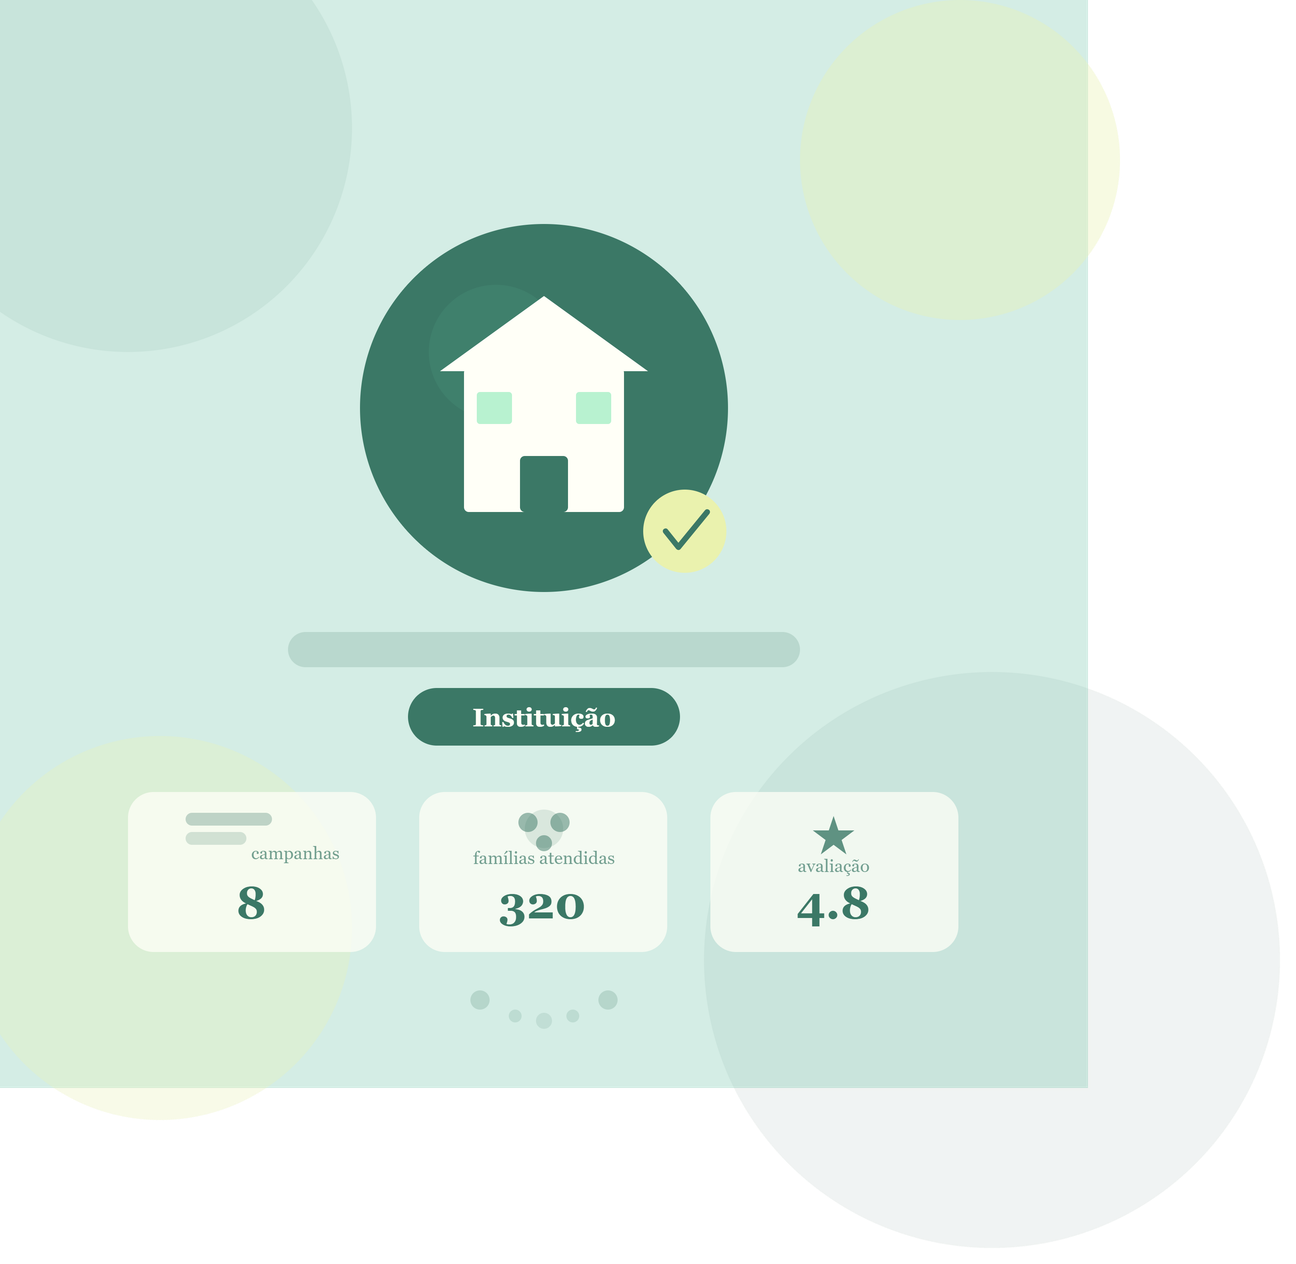 Instituição
campanhas
8
famílias atendidas
320
avaliação
4.8